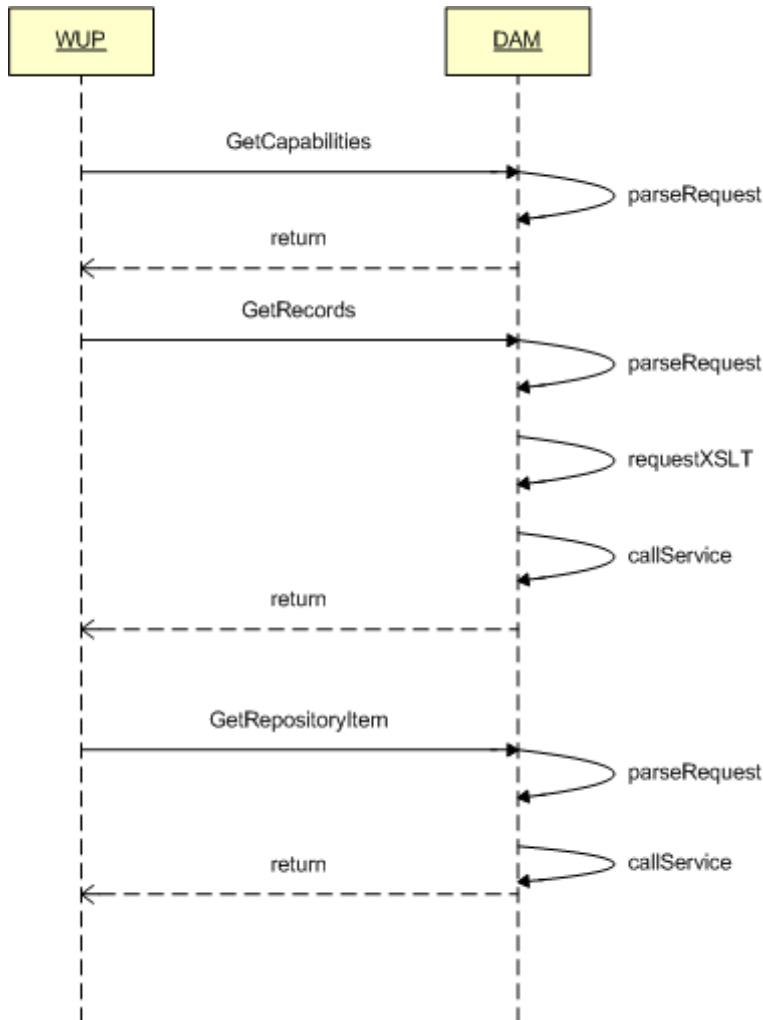 WUP
DAM
GetCapabilities
parseRequest
return
GetRecords
parseRequest
requestXSLT
callService
return
GetRepositoryItem
parseRequest
callService
return